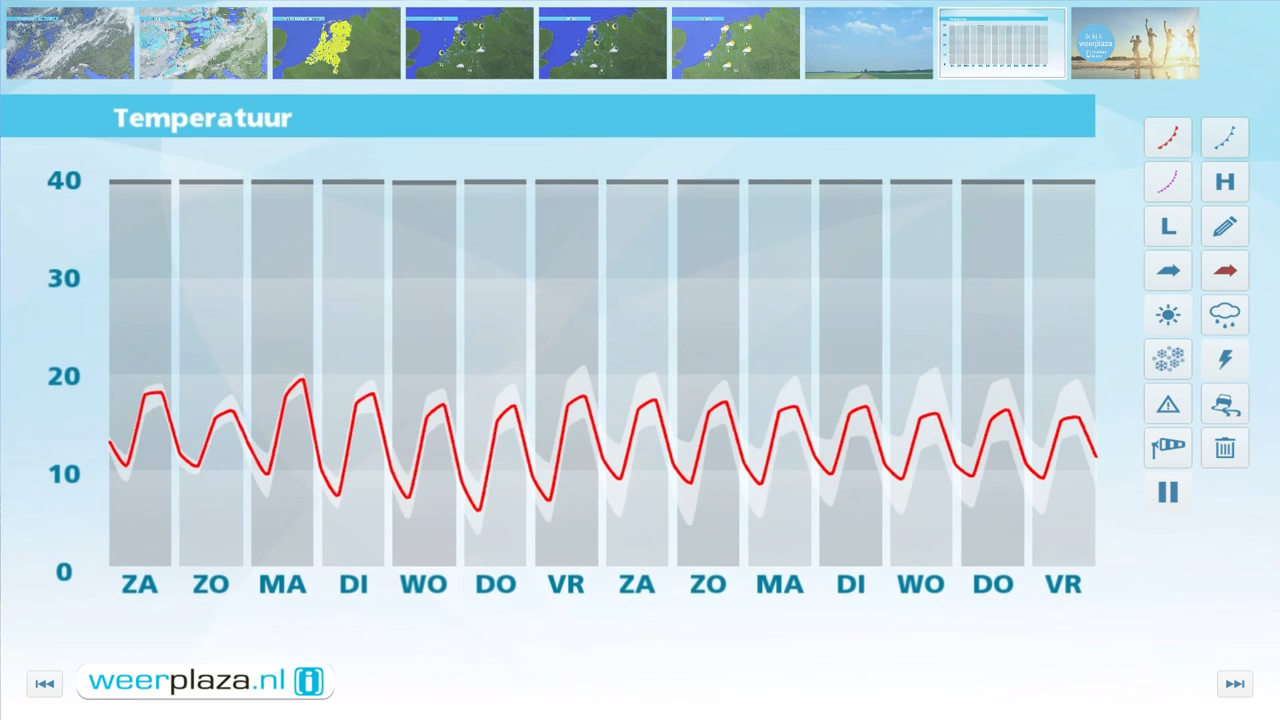 Temperatuur
40
30
20
10
0
ZA ZO MA DI WO DO VR ZA ZO MA DI WO DO VR
H
L
weerplaza.nl
weerplaza